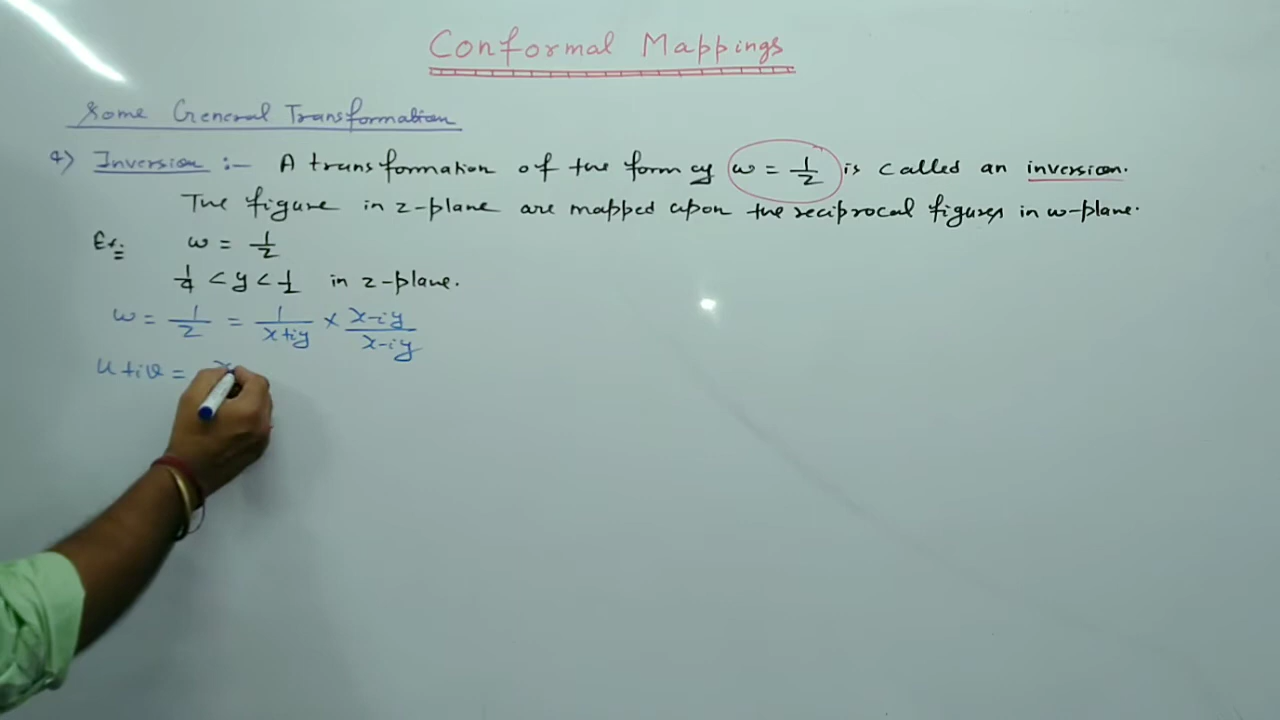 Conformal Mappings
Some General Transformation
4) Inversion :- A transformation of the form of w = 1/z is called an inversion.
The figure in z-plane are mapped upon the reciprocal figures in w-plane.
Ex: w = 1/z
1/4 < y < 1/2 in z-plane.
w = 1/z = 1/(x+iy) × (x-iy)/(x-iy)
u+iv = x